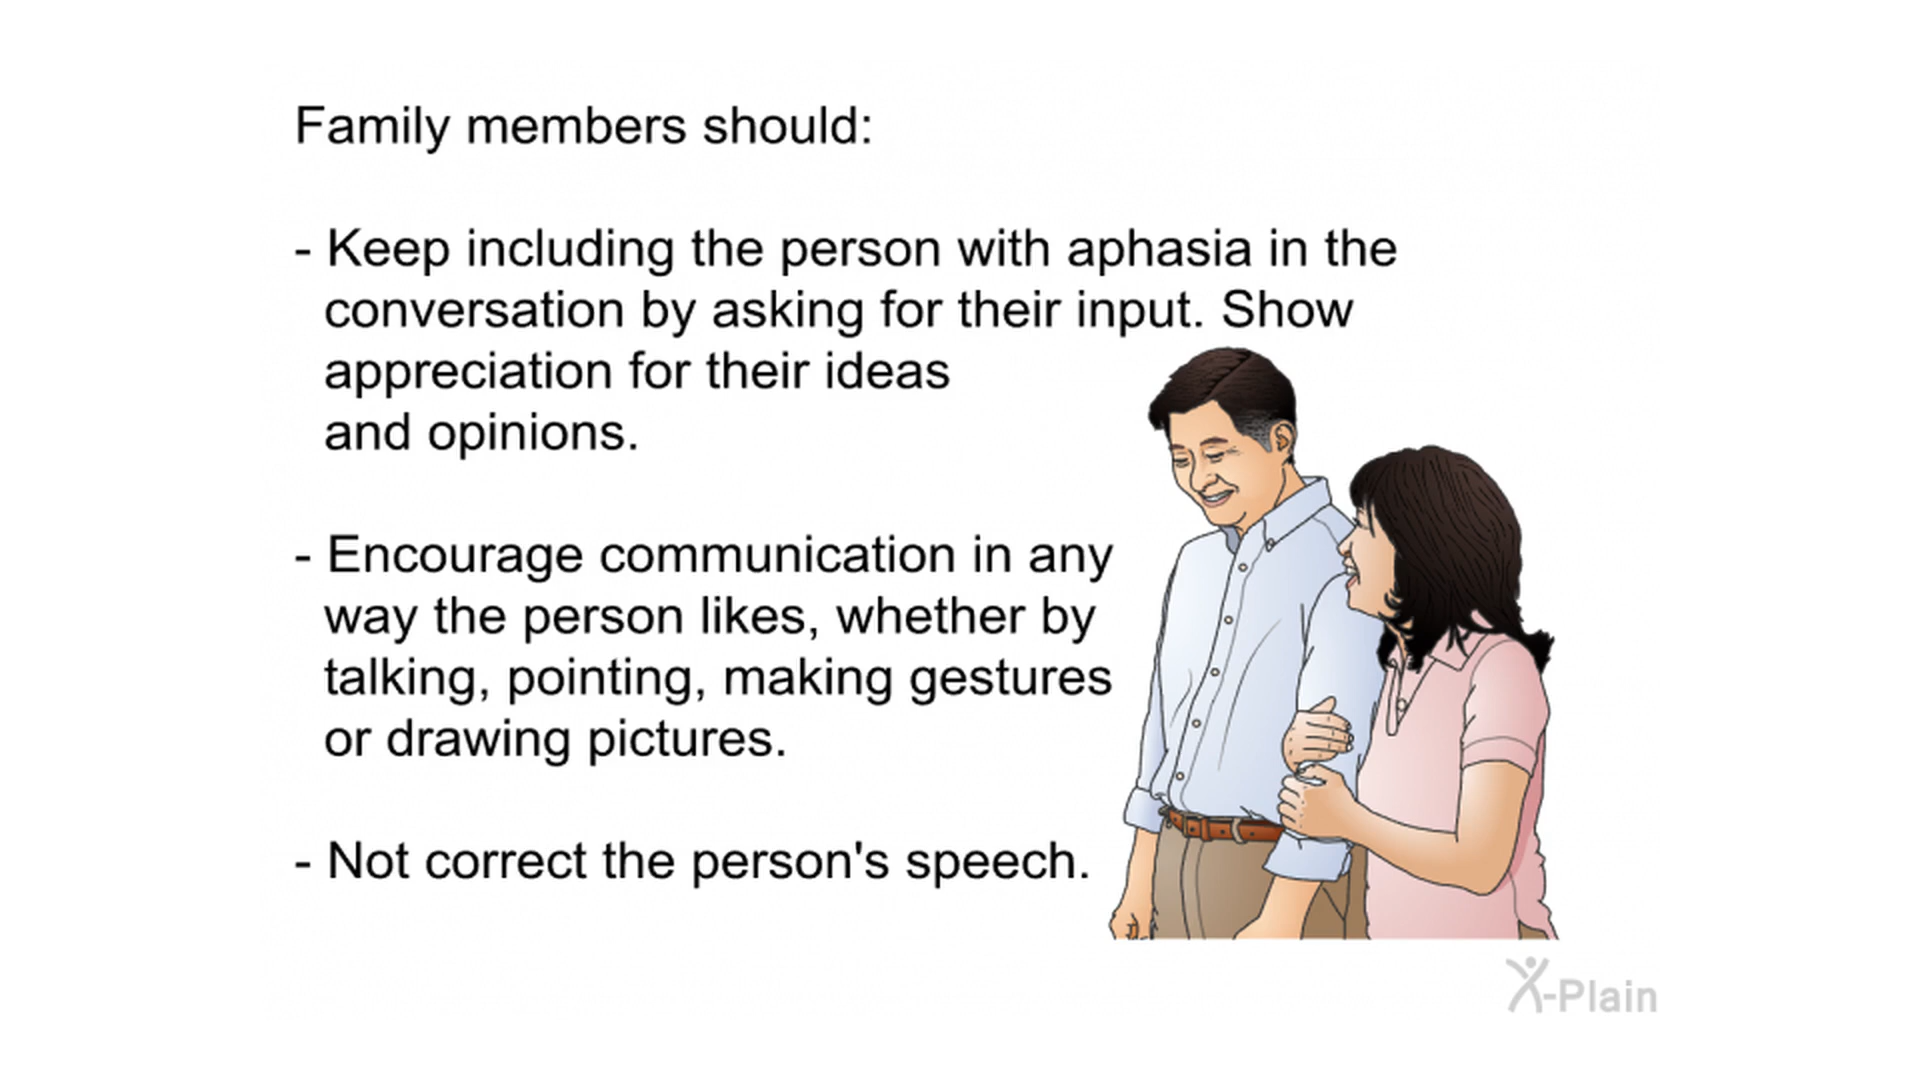 Family members should:
- Keep including the person with aphasia in the
conversation by asking for their input. Show
appreciation for their ideas
and opinions.
- Encourage communication in any
way the person likes, whether by
talking, pointing, making gestures
or drawing pictures.
- Not correct the person's speech.
X-Plain